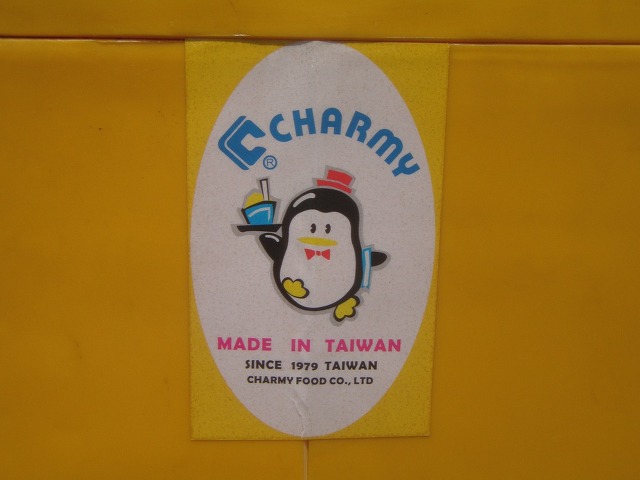 CHARMY
®
MADE IN TAIWAN
SINCE 1979 TAIWAN
CHARMY FOOD CO., LTD